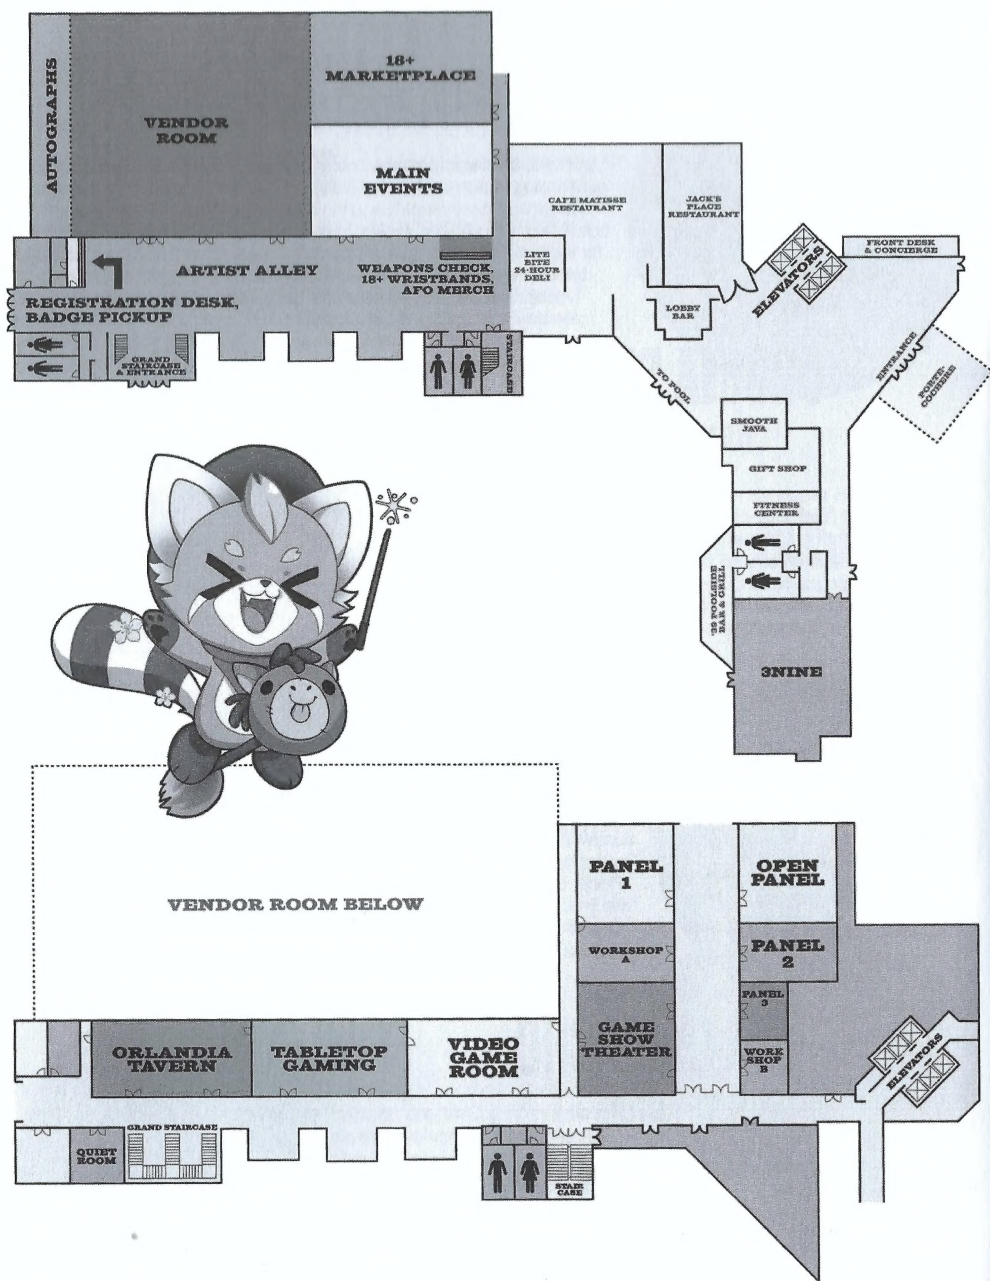 AUTOGRAPHS
VENDOR
ROOM
18+
MARKETPLACE
MAIN
EVENTS
ARTIST ALLEY
WEAPONS CHECK,
18+ WRISTBANDS,
AFO MERCH
REGISTRATION DESK,
BADGE PICKUP
GRAND
STAIRCASE
& ENTRANCE
STAIRCASE
CAFE MATISSE
RESTAURANT
JACK'S
PLACE
RESTAURANT
LITE
BITE
24-HOUR
DELI
LOBBY
BAR
ELEVATORS
FRONT DESK
& CONCIERGE
ENTRANCE
PORTE-
COCHERE
TO POOL
SMOOTH
JAVA
GIFT SHOP
FITNESS
CENTER
'39 POOLSIDE
BAR & GRILL
3NINE
VENDOR ROOM BELOW
PANEL
1
OPEN
PANEL
WORKSHOP
A
PANEL
2
GAME
SHOW
THEATER
PANEL
3
WORK
SHOP
B
ELEVATORS
ORLANDIA
TAVERN
TABLETOP
GAMING
VIDEO
GAME
ROOM
QUIET
ROOM
GRAND STAIRCASE
STAIR
CASE